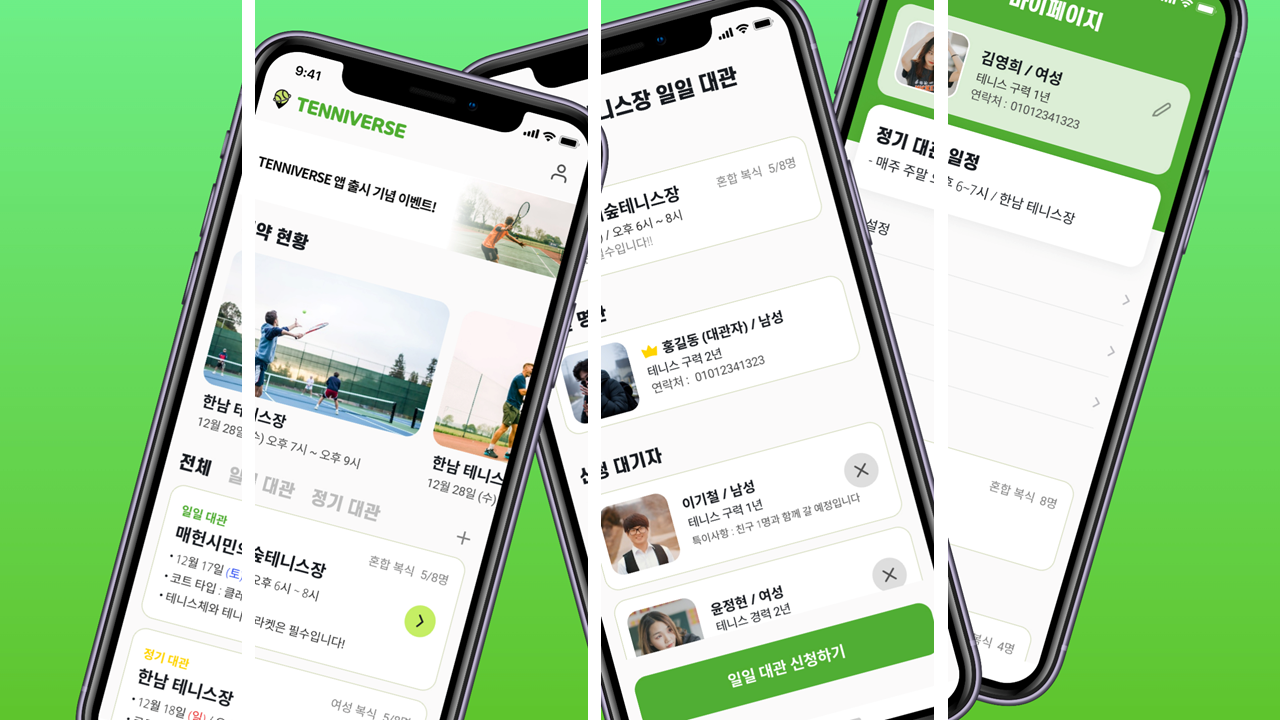 9:41
TENNIVERSE
TENNIVERSE 앱 출시 기념 이벤트!
현황
한남 테니스장
12월 28일 (수) 오후 7시 ~ 오후 9시
한남 테니스
12월 28일 (수)
전체 일일 대관 정기 대관
일일 대관
매헌시민의숲테니스장
혼합 복식 5/8명
• 12월 17일 (토) 오후 6시 ~ 8시
• 코트 타입 :
• 테니스체와 테니 라켓은 필수입니다!
정기 대관
한남 테니스장
여성 복식 5/8명
• 12월 18일 (일) /
니스장 일일 대관
혼합 복식 5/8명
숲테니스장
/ 오후 6시 ~ 8시
필수입니다!!
명단
홍길동 (대관자) / 남성
테니스 구력 2년
연락처 : 01012341323
신청 대기자
이기철 / 남성
테니스 구력 1년
특이사항 : 친구 1명과 함께 갈 예정입니다
윤정현 / 여성
테니스 경력 2년
일일 대관 신청하기
마이페이지
김영희 / 여성
테니스 구력 1년
연락처 : 01012341323
정기 대관 일정
- 매주 주말 오후 6~7시 / 한남 테니스장
설정
혼합 복식 8명
복식 4명